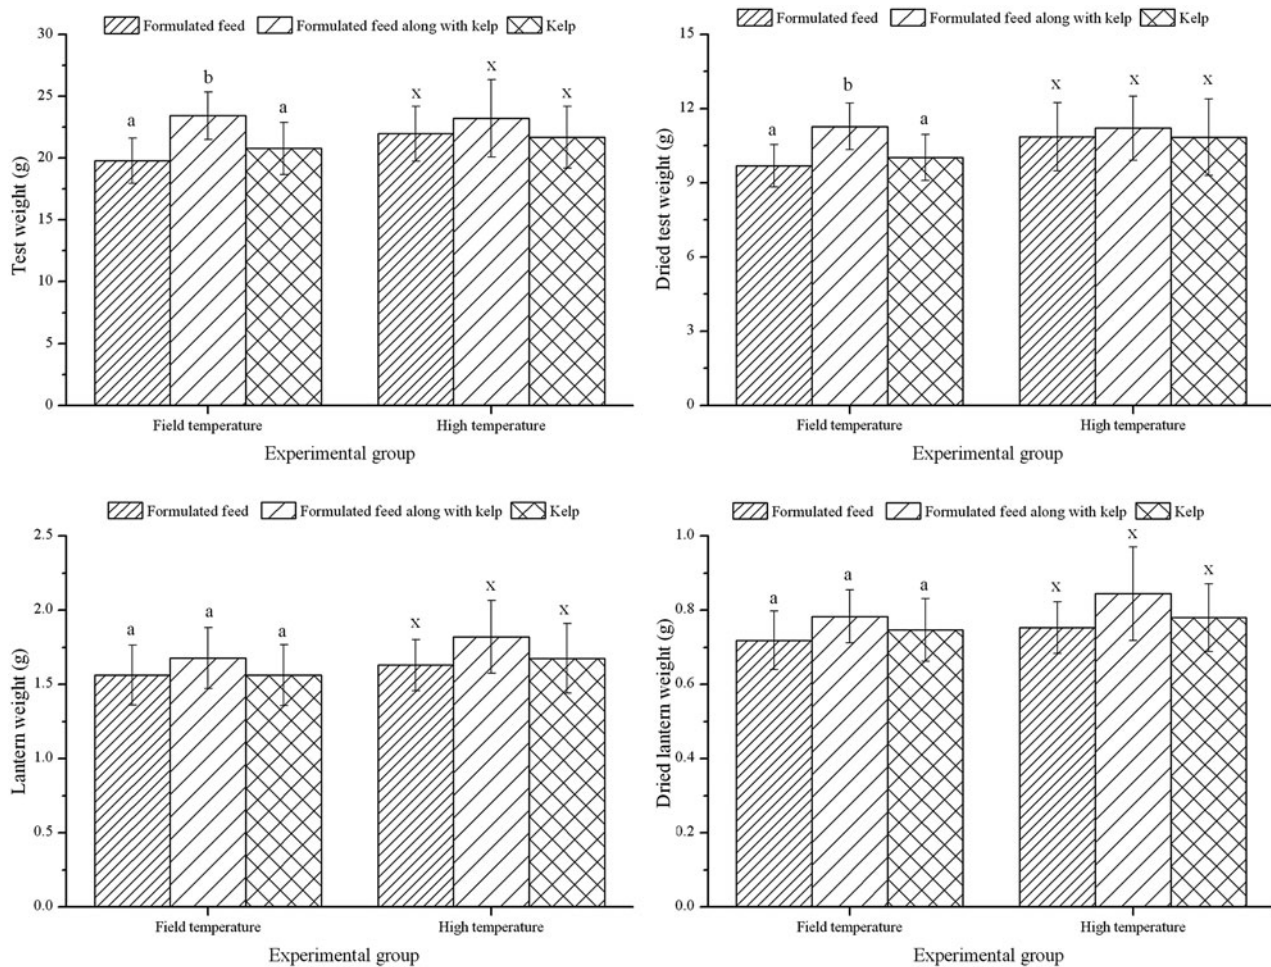 Formulated feed Formulated feed along with kelp Kelp
30
25
20
15
10
5
0
Test weight (g)
a b a x x x
Field temperature High temperature
Experimental group
Formulated feed Formulated feed along with kelp Kelp
15
12
9
6
3
0
Dried test weight (g)
a b a x x x
Field temperature High temperature
Experimental group
Formulated feed Formulated feed along with kelp Kelp
2.5
2.0
1.5
1.0
0.5
0.0
Lantern weight (g)
a a a x x x
Field temperature High temperature
Experimental group
Formulated feed Formulated feed along with kelp Kelp
1.0
0.8
0.6
0.4
0.2
0.0
Dried lantern weight (g)
a a a x x x
Field temperature High temperature
Experimental group